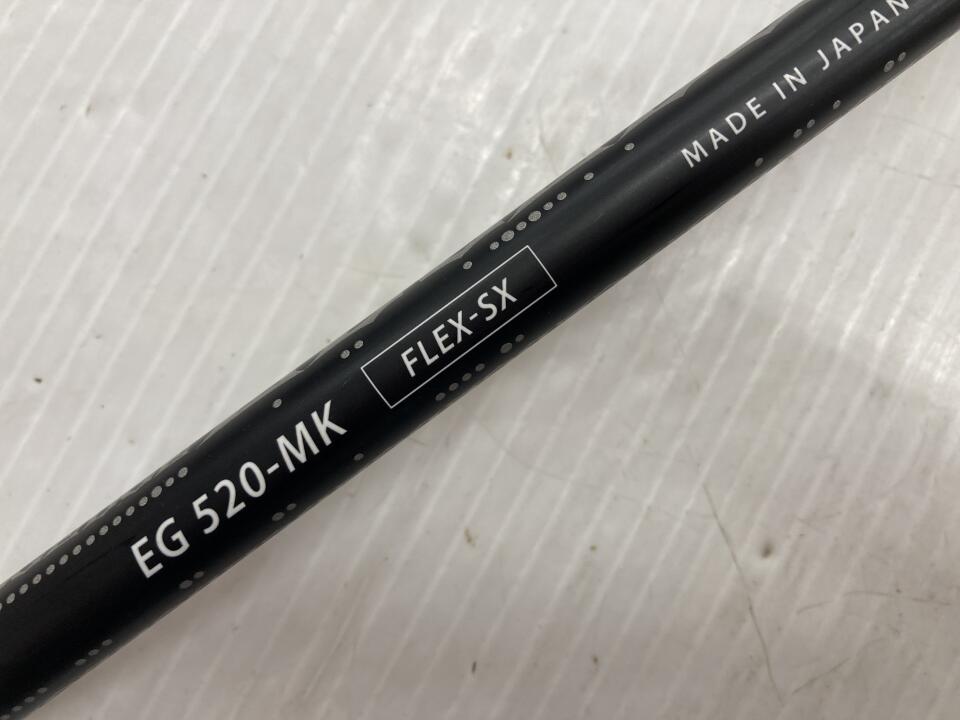 EG 520-MK
FLEX-SX
MADE IN JAPAN